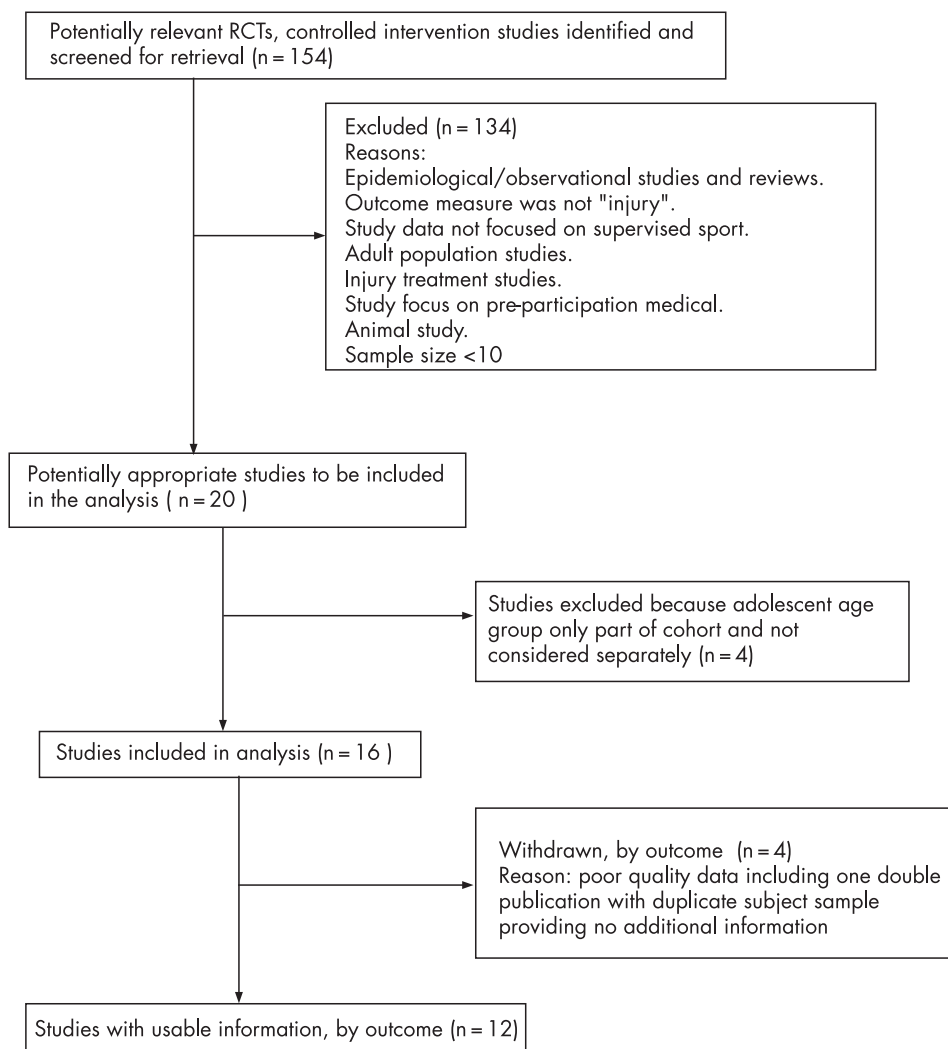 Potentially relevant RCTs, controlled intervention studies identified and
screened for retrieval (n = 154)
Excluded (n = 134)
Reasons:
Epidemiological/observational studies and reviews.
Outcome measure was not "injury".
Study data not focused on supervised sport.
Adult population studies.
Injury treatment studies.
Study focus on pre-participation medical.
Animal study.
Sample size <10
Potentially appropriate studies to be included
in the analysis ( n = 20 )
Studies excluded because adolescent age
group only part of cohort and not
considered separately (n = 4)
Studies included in analysis (n = 16 )
Withdrawn, by outcome (n = 4)
Reason: poor quality data including one double
publication with duplicate subject sample
providing no additional information
Studies with usable information, by outcome (n = 12)